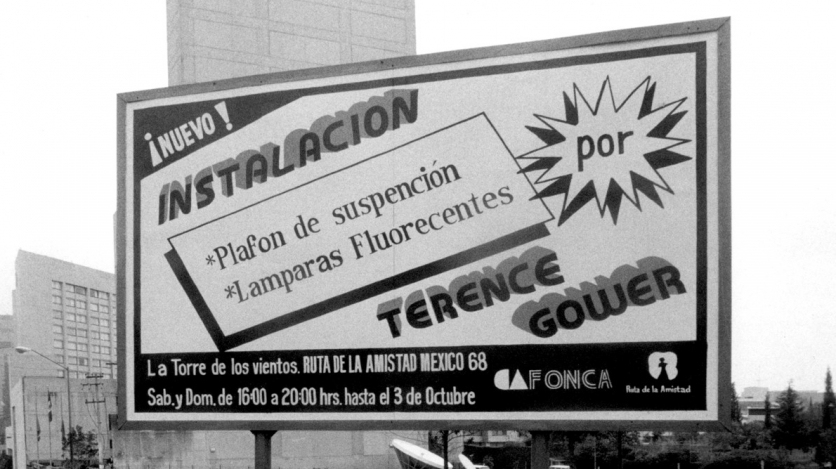 ¡NUEVO!
INSTALACION
*Plafon de suspención
*Lamparas Fluorecentes
por
TERENCE
GOWER
La Torre de los vientos. RUTA DE LA AMISTAD MEXICO 68
Sab. y Dom. de 16:00 a 20:00 hrs. hasta el 3 de Octubre
CA FONCA
Ruta de la Amistad